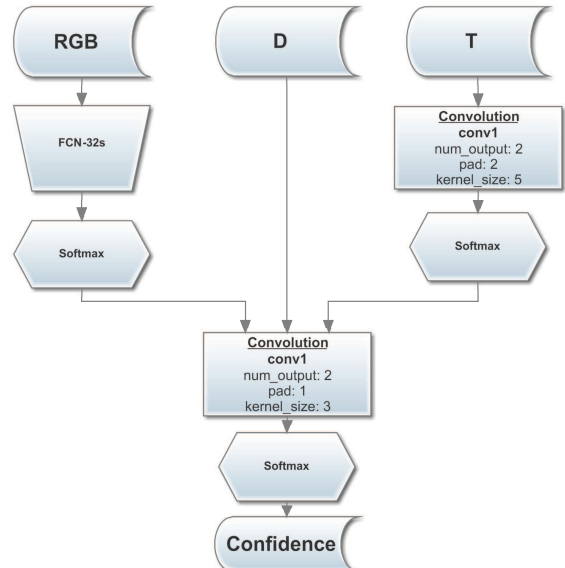 RGB
D
T
FCN-32s
Convolution
conv1
num_output: 2
pad: 2
kernel_size: 5
Softmax
Softmax
Convolution
conv1
num_output: 2
pad: 1
kernel_size: 3
Softmax
Confidence